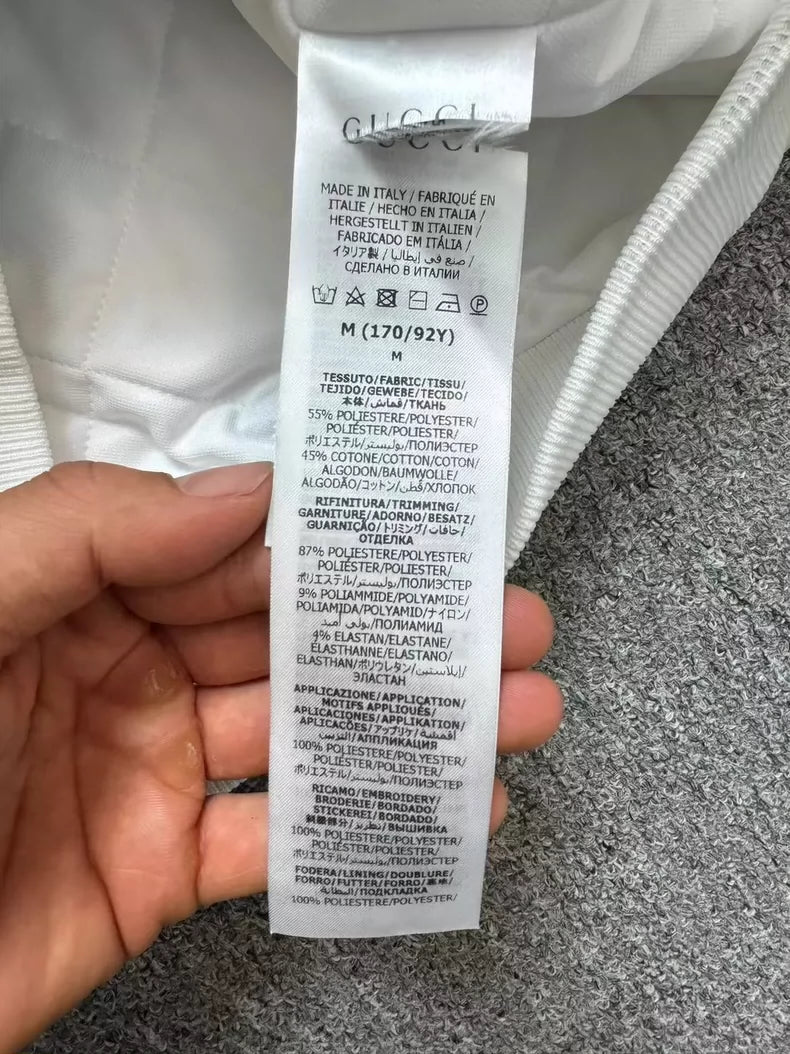 GUCCI
MADE IN ITALY / FABRIQUÉ EN
ITALIE / HECHO EN ITALIA /
HERGESTELLT IN ITALIEN /
FABRICADO EM ITÁLIA /
イタリア製 / صنع في إيطاليا /
СДЕЛАНО В ИТАЛИИ
P
M (170/92Y)
M
TESSUTO/FABRIC/TISSU/
TEJIDO/GEWEBE/TECIDO/
本体/قماش/ТКАНЬ
55% POLIESTERE/POLYESTER/
POLYESTER/POLIÉSTER/
ポリエステル/بوليستر/ПОЛИЭСТЕР
45% COTONE/COTTON/COTON/
ALGODON/BAUMWOLLE/
ALGODÃO/コットン/قطن/ХЛОПОК
RIFINITURA/TRIMMING/
GARNITURE/ADORNO/BESATZ/
GUARNIÇÃO/トリミング/حافات/
ОТДЕЛКА
87% POLIESTERE/POLYESTER/
POLYESTER/POLIÉSTER/
ポリエステル/بوليستر/ПОЛИЭСТЕР
9% POLIAMMIDE/POLYAMIDE/
POLIAMIDA/POLYAMID/ナイロン/
بولي أميد/ПОЛИАМИД
4% ELASTAN/ELASTANE/
ELASTHANNE/ELASTANO/
ELASTHAN/ポリウレタン/إيلاستين/
ЭЛАСТАН
APPLICAZIONE/APPLICATION/
MOTIFS APPLIQUÉS/
APLICACIONES/APPLIKATION/
APLICAÇÕES/アップリケ/أقمشة
التزيين/АППЛИКАЦИЯ
100% POLIESTERE/POLYESTER/
POLYESTER/POLIÉSTER/
ポリエステル/بوليستر/ПОЛИЭСТЕР
RICAMO/EMBROIDERY/
BRODERIE/BORDADO/
STICKEREI/BORDADO/
刺繍部分/تطريز/ВЫШИВКА
100% POLIESTERE/POLYESTER/
POLYESTER/POLIÉSTER/
ポリエステル/بوليستر/ПОЛИЭСТЕР
FODERA/LINING/DOUBLURE/
FORRO/FUTTER/FORRO/裏地/
البطانة/ПОДКЛАДКА
100% POLIESTERE/POLYESTER/